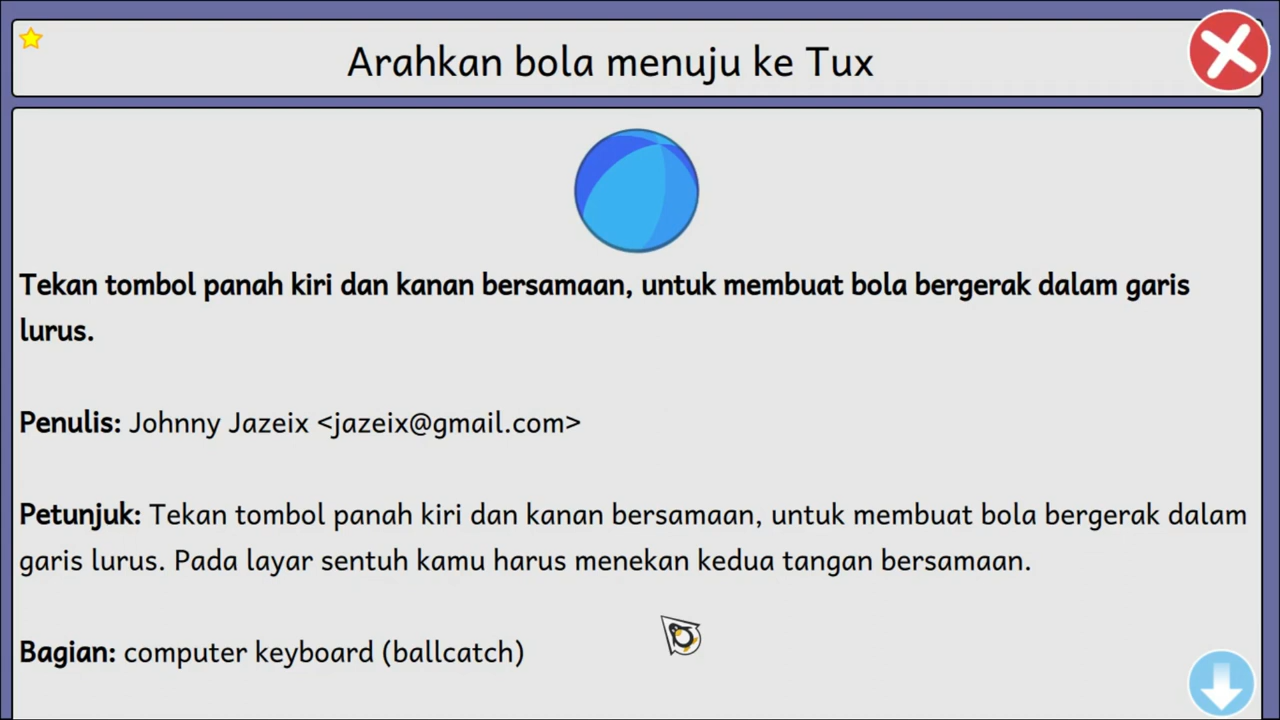 Arahkan bola menuju ke Tux
Tekan tombol panah kiri dan kanan bersamaan, untuk membuat bola bergerak dalam garis
lurus.
Penulis: Johnny Jazeix <jazeix@gmail.com>
Petunjuk: Tekan tombol panah kiri dan kanan bersamaan, untuk membuat bola bergerak dalam
garis lurus. Pada layar sentuh kamu harus menekan kedua tangan bersamaan.
Bagian: computer keyboard (ballcatch)